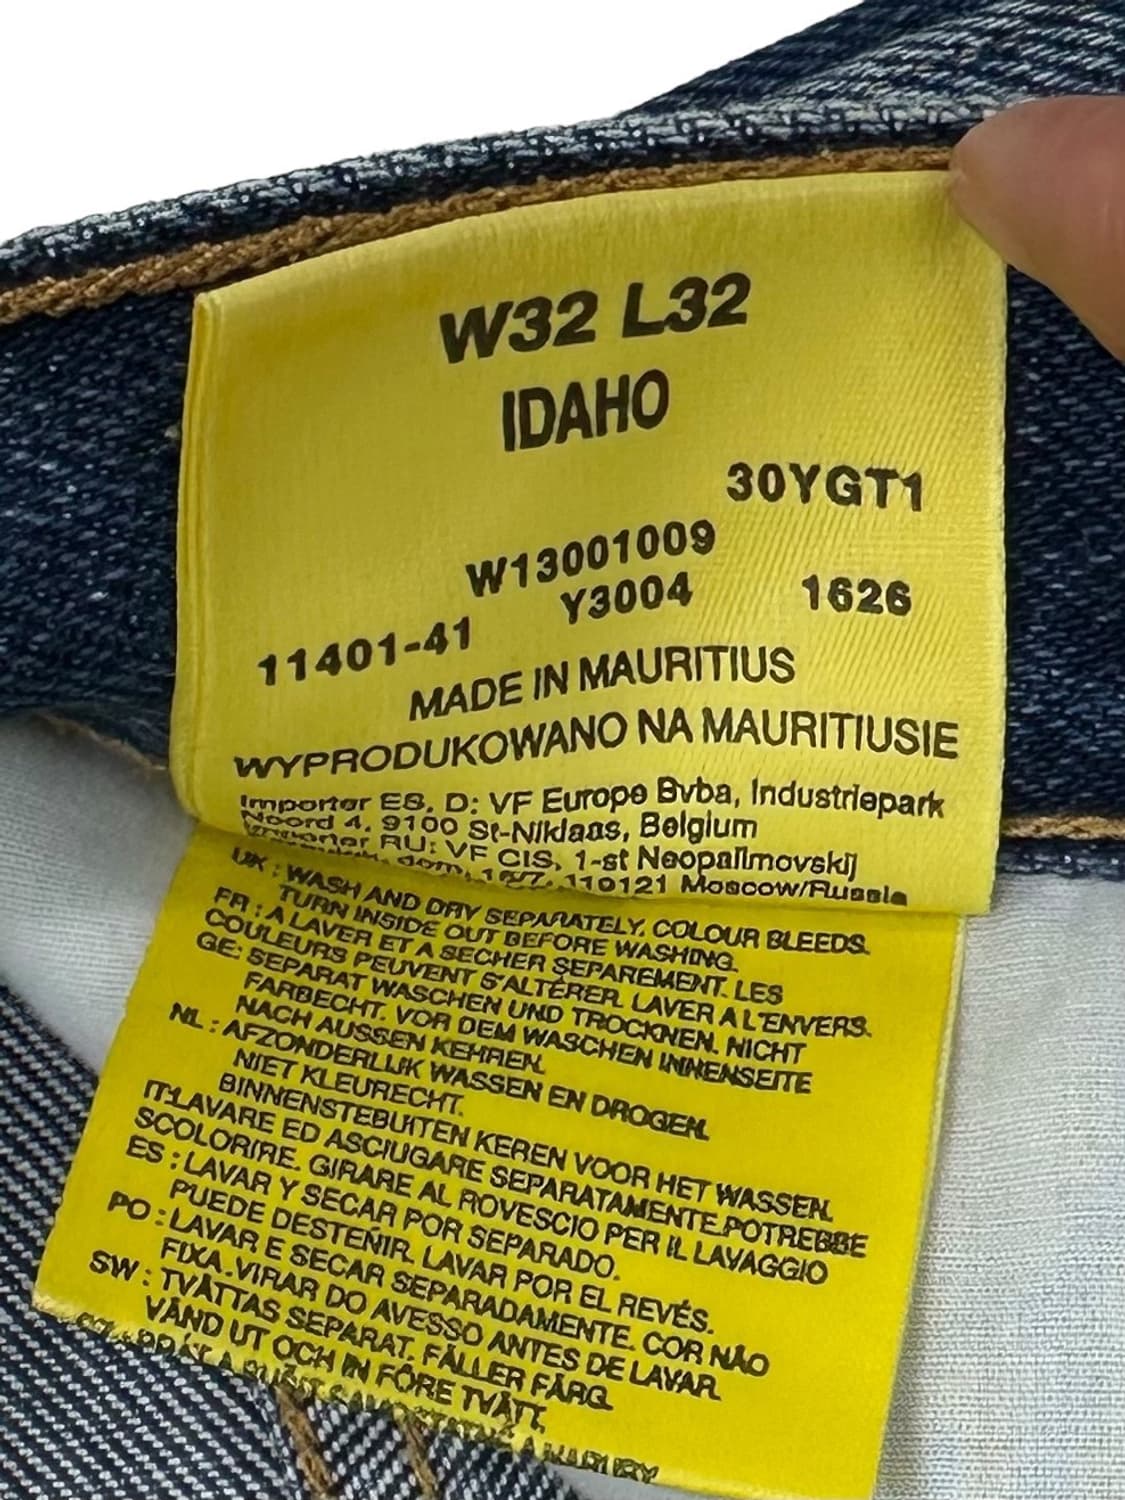 W32 L32
IDAHO
30YGT1
W13001009
Y3004 1626
11401-41
MADE IN MAURITIUS
WYPRODUKOWANO NA MAURITIUSIE
Importer ES, D: VF Europe Bvba, Industriepark
Noord 4, 9100 St-Niklaas, Belgium
RU: VF CIS, 1-st Neopalimovskij
dom, 16/7, 119121 Moscow/Russia
UK : WASH AND DRY SEPARATELY. COLOUR BLEEDS.
TURN INSIDE OUT BEFORE WASHING.
FR : A LAVER ET A SECHER SEPAREMENT. LES
COULEURS PEUVENT S'ALTÉRER. LAVER A L'ENVERS.
GE: SEPARAT WASCHEN UND TROCKNEN. NICHT
FARBECHT. VOR DEM WASCHEN INNENSEITE
NACH AUSSEN KEHREN.
NL : AFZONDERLIJK WASSEN EN DROGEN.
NIET KLEURECHT.
BINNENSTEBUITEN KEREN VOOR HET WASSEN.
IT:LAVARE ED ASCIUGARE SEPARATAMENTE.POTREBBE
SCOLORIRE. GIRARE AL ROVESCIO PER IL LAVAGGIO
ES : LAVAR Y SECAR POR SEPARADO.
PUEDE DESTEÑIR. LAVAR POR EL REVÉS.
PO : LAVAR E SECAR SEPARADAMENTE. COR NÃO
FIXA.VIRAR DO AVESSO ANTES DE LAVAR.
SW : TVÄTTAS SEPARAT. FÄLLER FÄRG.
VÄND UT OCH IN FÖRE TVÄTT.